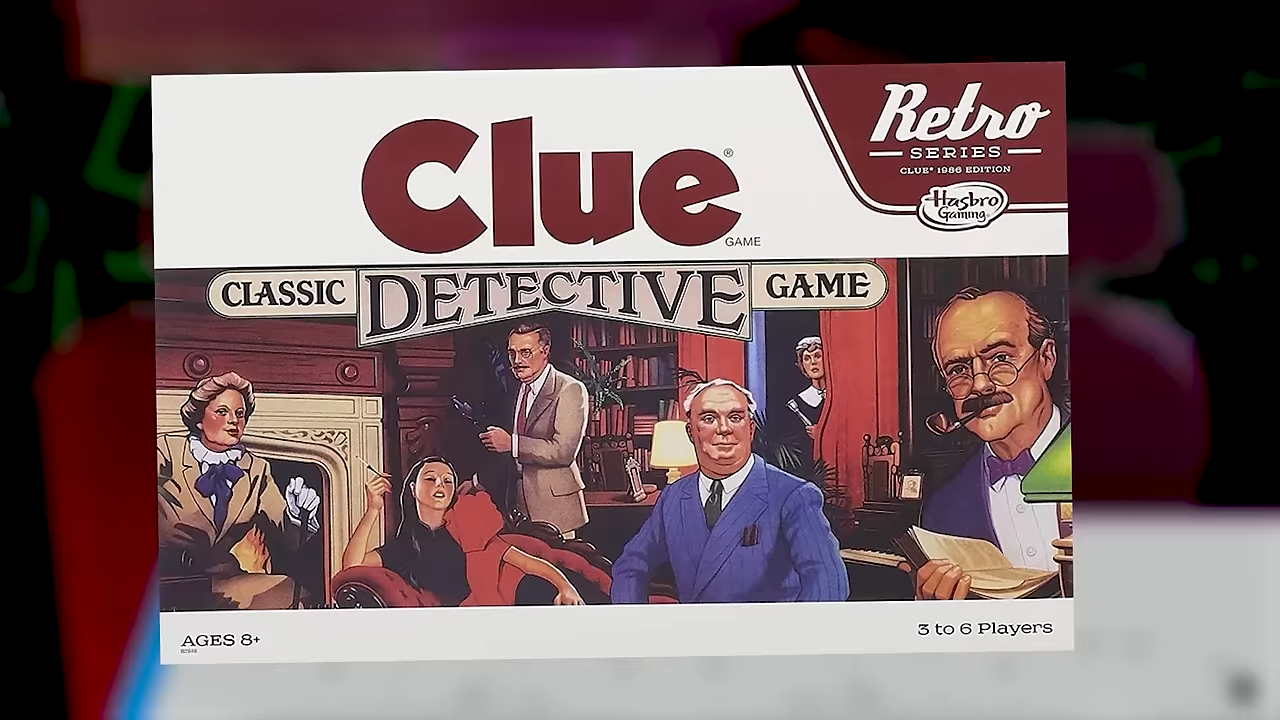 Clue®
GAME
Retro
SERIES
CLUE® 1986 EDITION
Hasbro
Gaming
CLASSIC DETECTIVE GAME
AGES 8+
3 to 6 Players